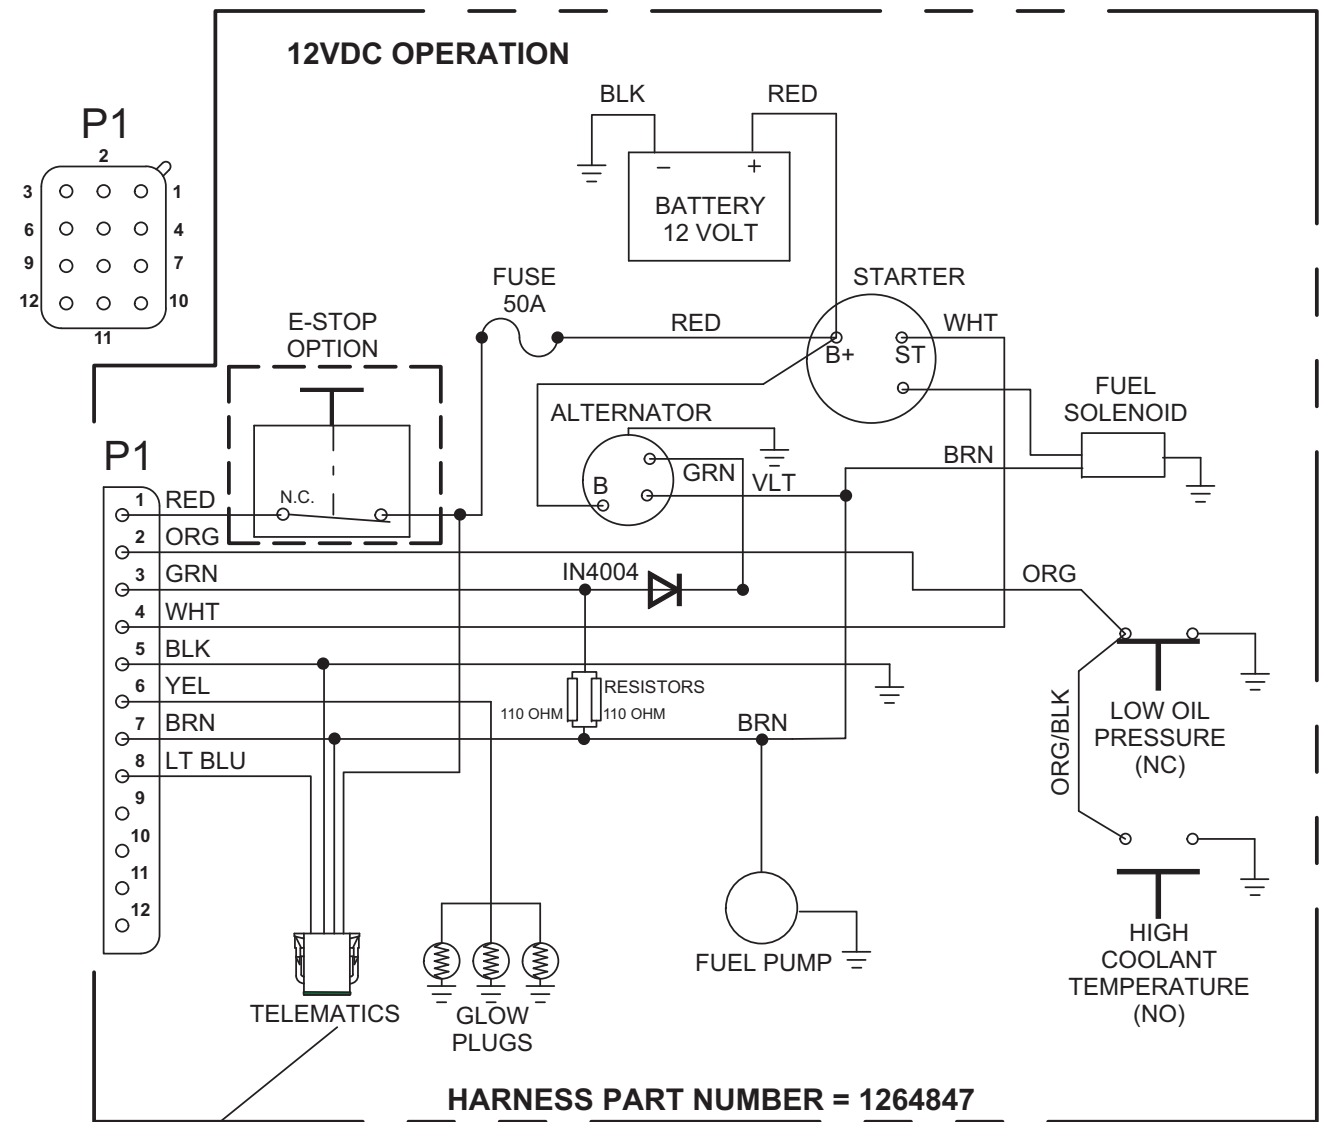 12VDC OPERATION
P1
2
3
1
6
4
9
7
12
10
11
BLK
RED
−
+
BATTERY
12 VOLT
FUSE
50A
RED
STARTER
B+
ST
WHT
E-STOP
OPTION
N.C.
ALTERNATOR
B
GRN
VLT
BRN
FUEL
SOLENOID
P1
1
RED
2
ORG
3
GRN
4
WHT
5
BLK
6
YEL
7
BRN
8
LT BLU
9
10
11
12
IN4004
ORG
RESISTORS
110 OHM
110 OHM
BRN
ORG/BLK
LOW OIL
PRESSURE
(NC)
HIGH
COOLANT
TEMPERATURE
(NO)
FUEL PUMP
TELEMATICS
GLOW
PLUGS
HARNESS PART NUMBER = 1264847